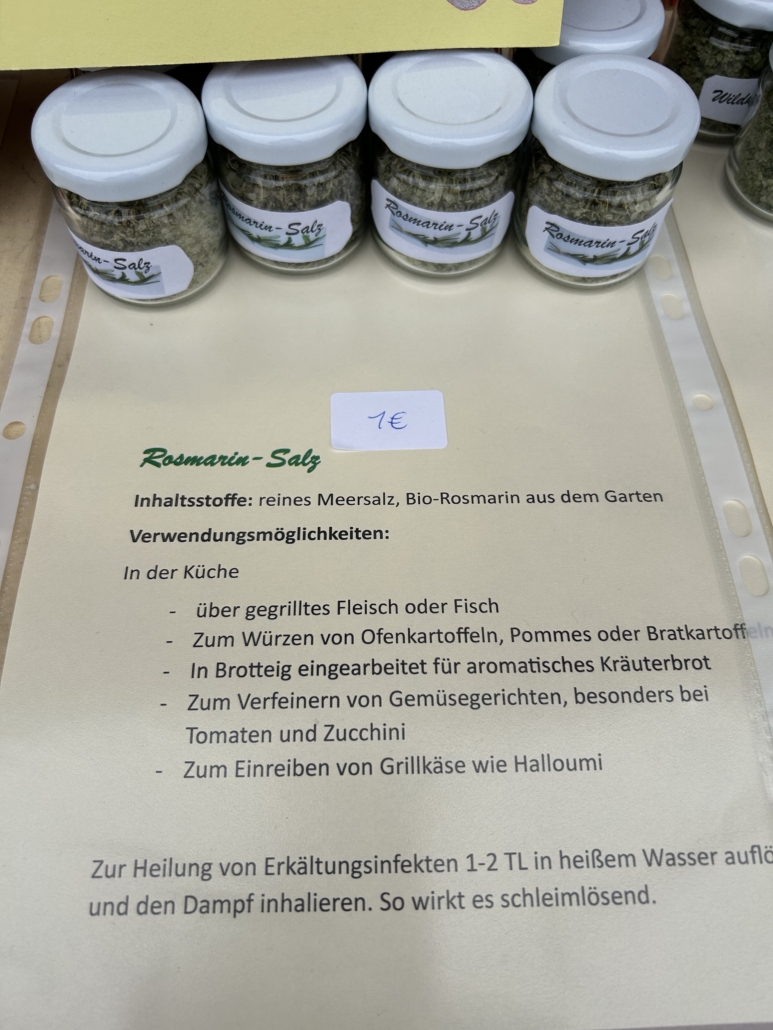 Rosmarin-Salz
Rosmarin-Salz
Rosmarin-Salz
1€
Rosmarin-Salz
Inhaltsstoffe: reines Meersalz, Bio-Rosmarin aus dem Garten
Verwendungsmöglichkeiten:
In der Küche
- über gegrilltes Fleisch oder Fisch
- Zum Würzen von Ofenkartoffeln, Pommes oder Bratkartoffeln
- In Brotteig eingearbeitet für aromatisches Kräuterbrot
- Zum Verfeinern von Gemüsegerichten, besonders bei
Tomaten und Zucchini
- Zum Einreiben von Grillkäse wie Halloumi
Zur Heilung von Erkältungsinfekten 1-2 TL in heißem Wasser
und den Dampf inhalieren. So wirkt es schleimlösend.